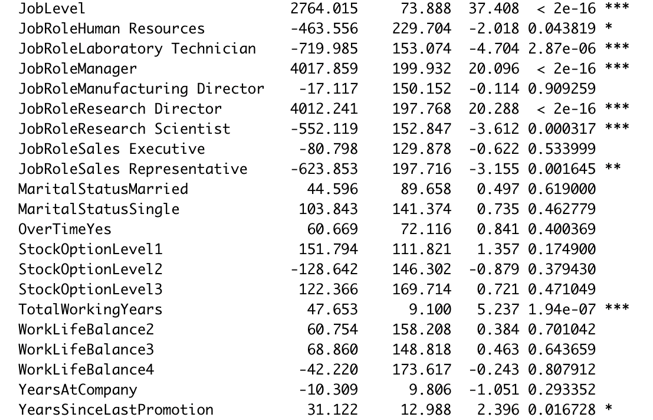 JobLevel 2764.015 73.888 37.408 < 2e-16 ***
JobRoleHuman Resources -463.556 229.704 -2.018 0.043819 *
JobRoleLaboratory Technician -719.985 153.074 -4.704 2.87e-06 ***
JobRoleManager 4017.859 199.932 20.096 < 2e-16 ***
JobRoleManufacturing Director -17.117 150.152 -0.114 0.909259
JobRoleResearch Director 4012.241 197.768 20.288 < 2e-16 ***
JobRoleResearch Scientist -552.119 152.847 -3.612 0.000317 ***
JobRoleSales Executive -80.798 129.878 -0.622 0.533999
JobRoleSales Representative -623.853 197.716 -3.155 0.001645 **
MaritalStatusMarried 44.596 89.658 0.497 0.619000
MaritalStatusSingle 103.843 141.374 0.735 0.462779
OverTimeYes 60.669 72.116 0.841 0.400369
StockOptionLevel1 151.794 111.821 1.357 0.174900
StockOptionLevel2 -128.642 146.302 -0.879 0.379430
StockOptionLevel3 122.366 169.714 0.721 0.471049
TotalWorkingYears 47.653 9.100 5.237 1.94e-07 ***
WorkLifeBalance2 60.754 158.208 0.384 0.701042
WorkLifeBalance3 68.860 148.818 0.463 0.643659
WorkLifeBalance4 -42.220 173.617 -0.243 0.807912
YearsAtCompany -10.309 9.806 -1.051 0.293352
YearsSinceLastPromotion 31.122 12.988 2.396 0.016728 *